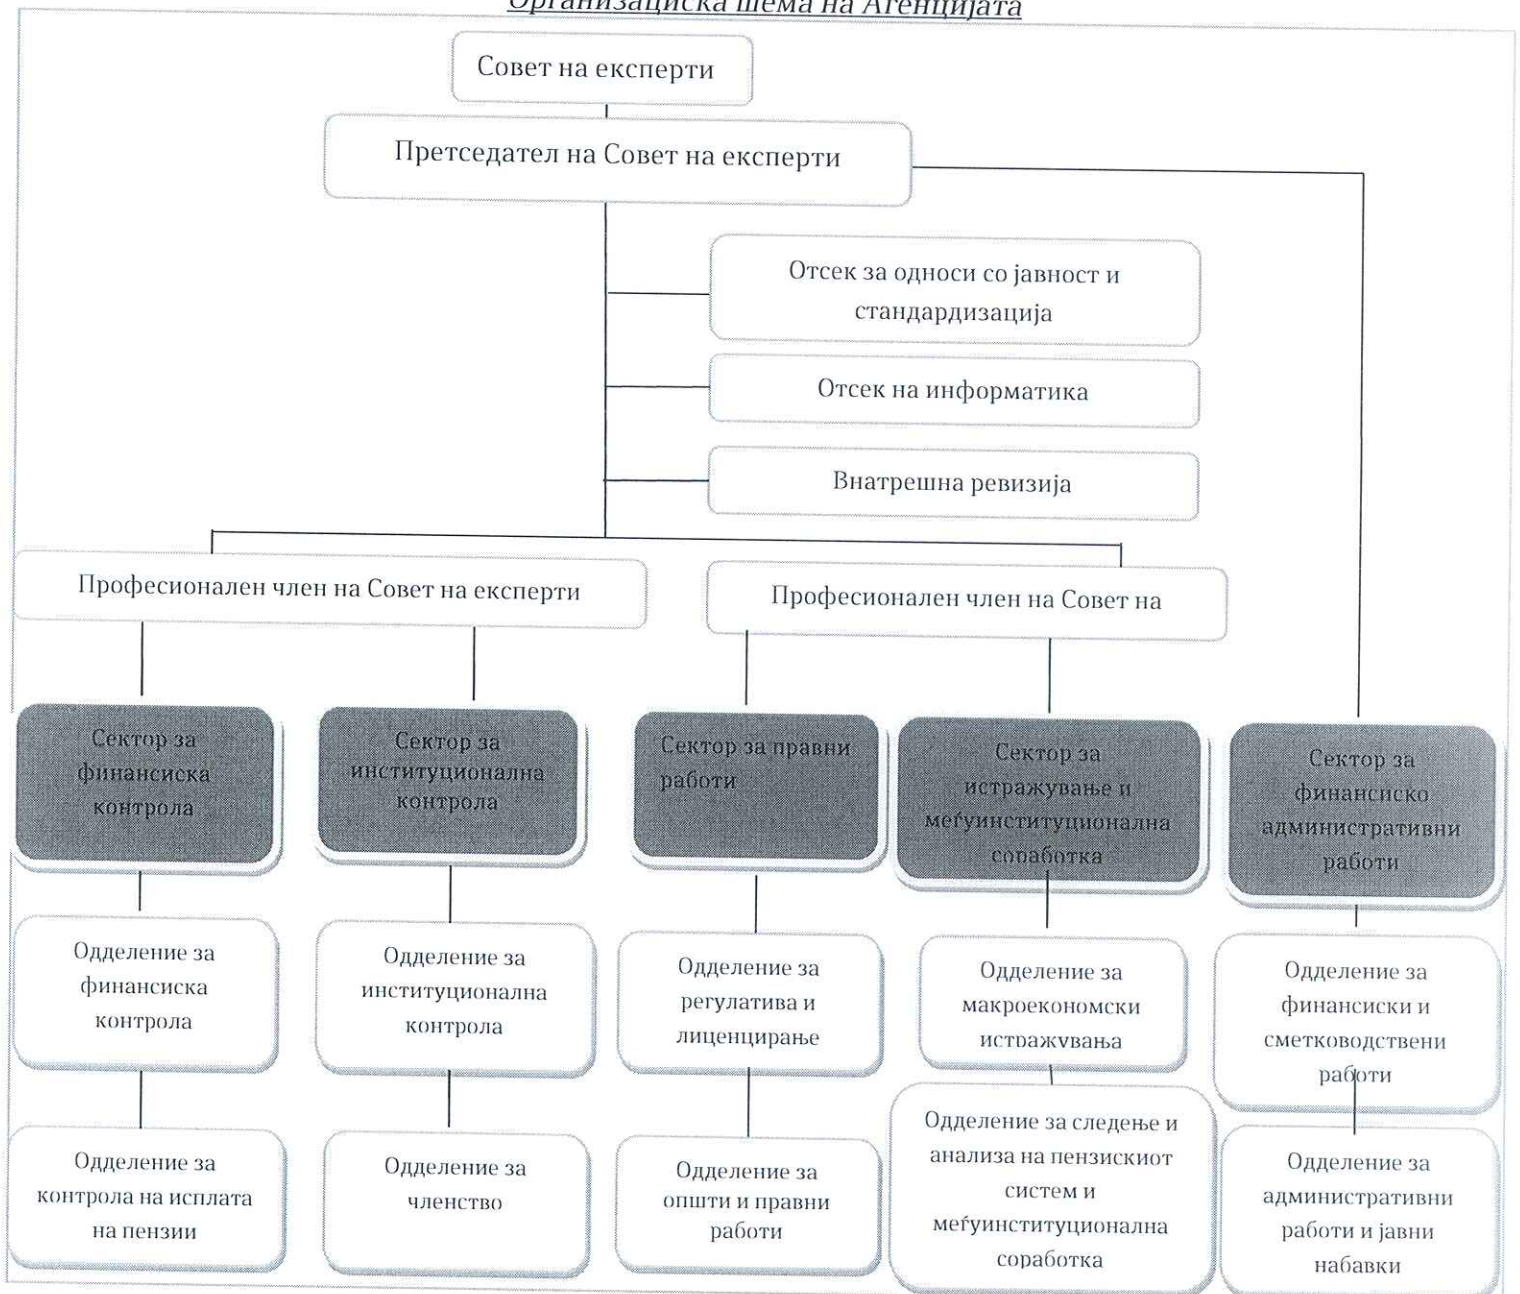 Организациска шема на Агенцијата
Совет на експерти
Претседател на Совет на експерти
Отсек за односи со јавност и
стандардизација
Отсек на информатика
Внатрешна ревизија
Професионален член на Совет на експерти
Професионален член на Совет на
Сектор за
финансиска
контрола
Сектор за
институционална
контрола
Сектор за правни
работи
Сектор за
истражување и
меѓуинституционална
соработка
Сектор за
финансиско
административни
работи
Одделение за
финансиска
контрола
Одделение за
институционална
контрола
Одделение за
регулатива и
лиценцирање
Одделение за
макроекономски
истражувања
Одделение за
финансиски и
сметководствени
работи
Одделение за
контрола на исплата
на пензии
Одделение за
членство
Одделение за
општи и правни
работи
Одделение за следење и
анализа на пензискиот
систем и
меѓуинституционална
соработка
Одделение за
административни
работи и јавни
набавки